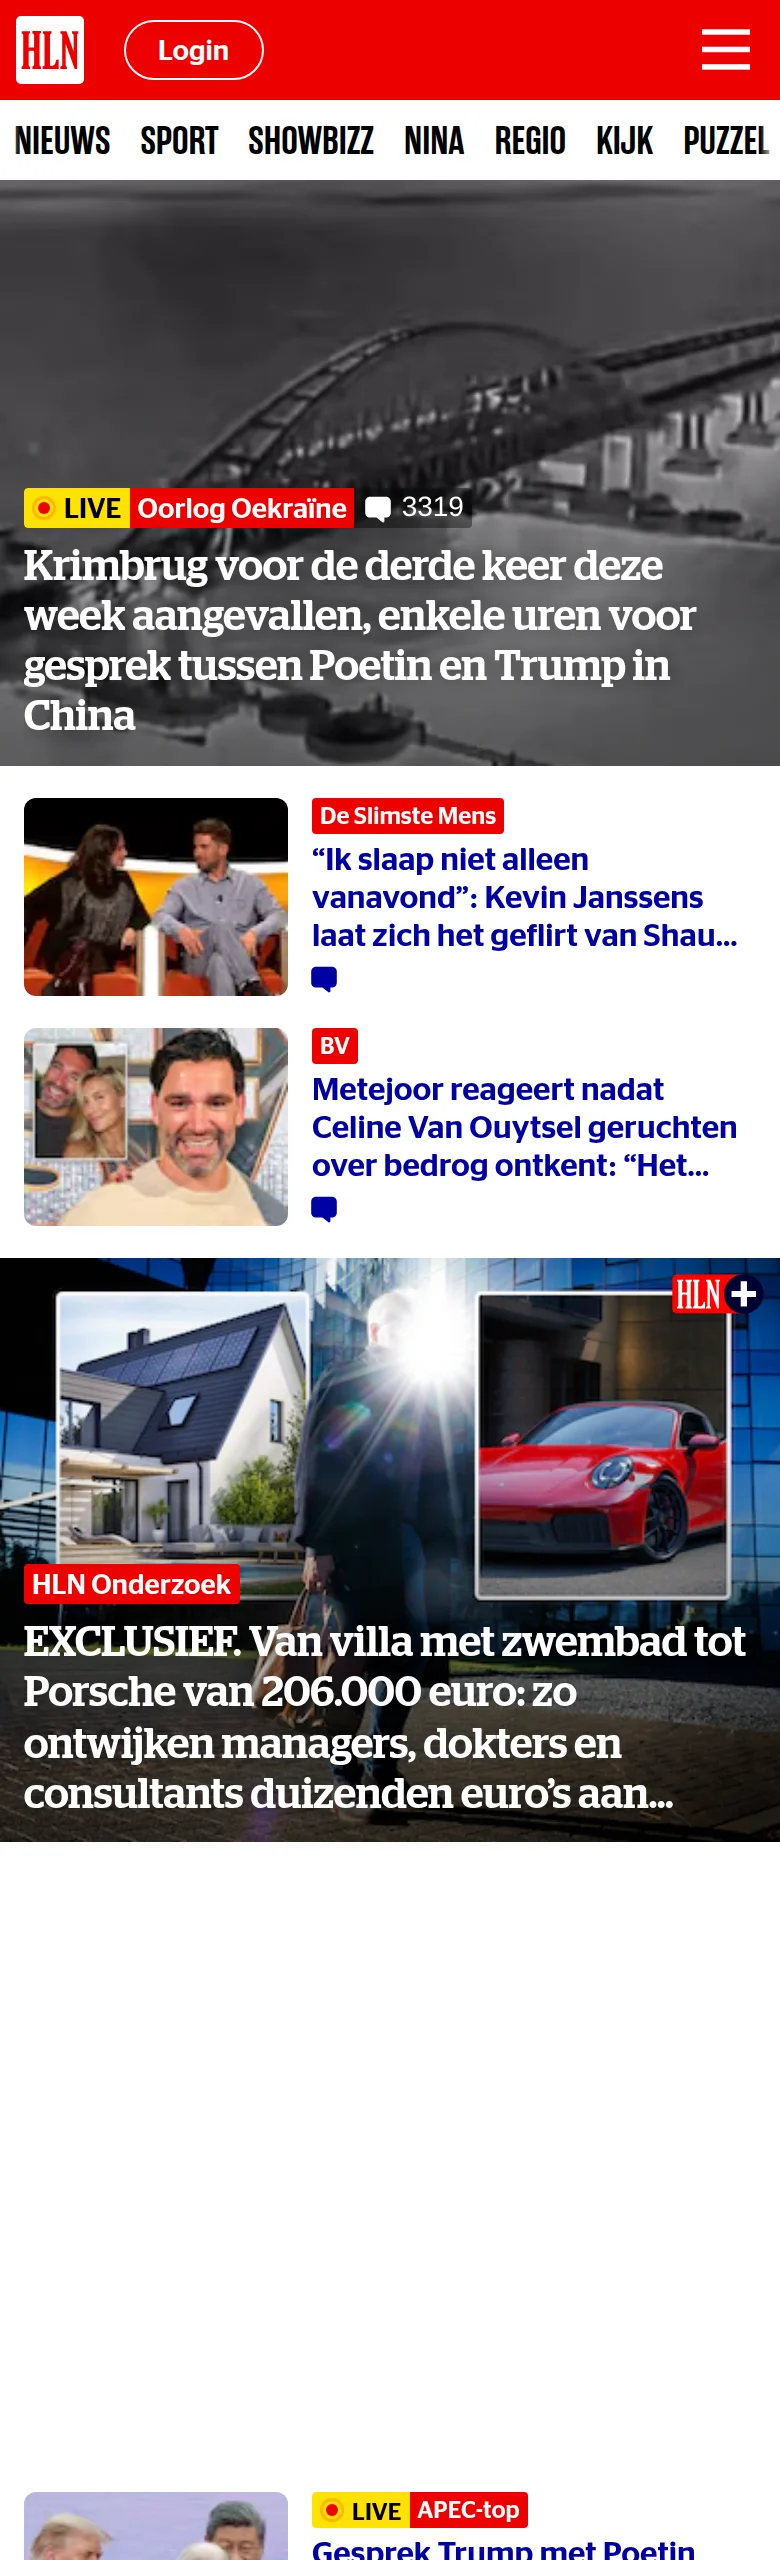 HLN
Login
NIEUWS SPORT SHOWBIZZ NINA REGIO KIJK PUZZEL
LIVE Oorlog Oekraïne 3319
Krimbrug voor de derde keer deze
week aangevallen, enkele uren voor
gesprek tussen Poetin en Trump in
China
De Slimste Mens
“Ik slaap niet alleen
vanavond”: Kevin Janssens
laat zich het geflirt van Shau...
BV
Metejoor reageert nadat
Celine Van Ouytsel geruchten
over bedrog ontkent: “Het...
HLN+
HLN Onderzoek
EXCLUSIEF. Van villa met zwembad tot
Porsche van 206.000 euro: zo
ontwijken managers, dokters en
consultants duizenden euro’s aan...
LIVE APEC-top
Gesprek Trump met Poetin